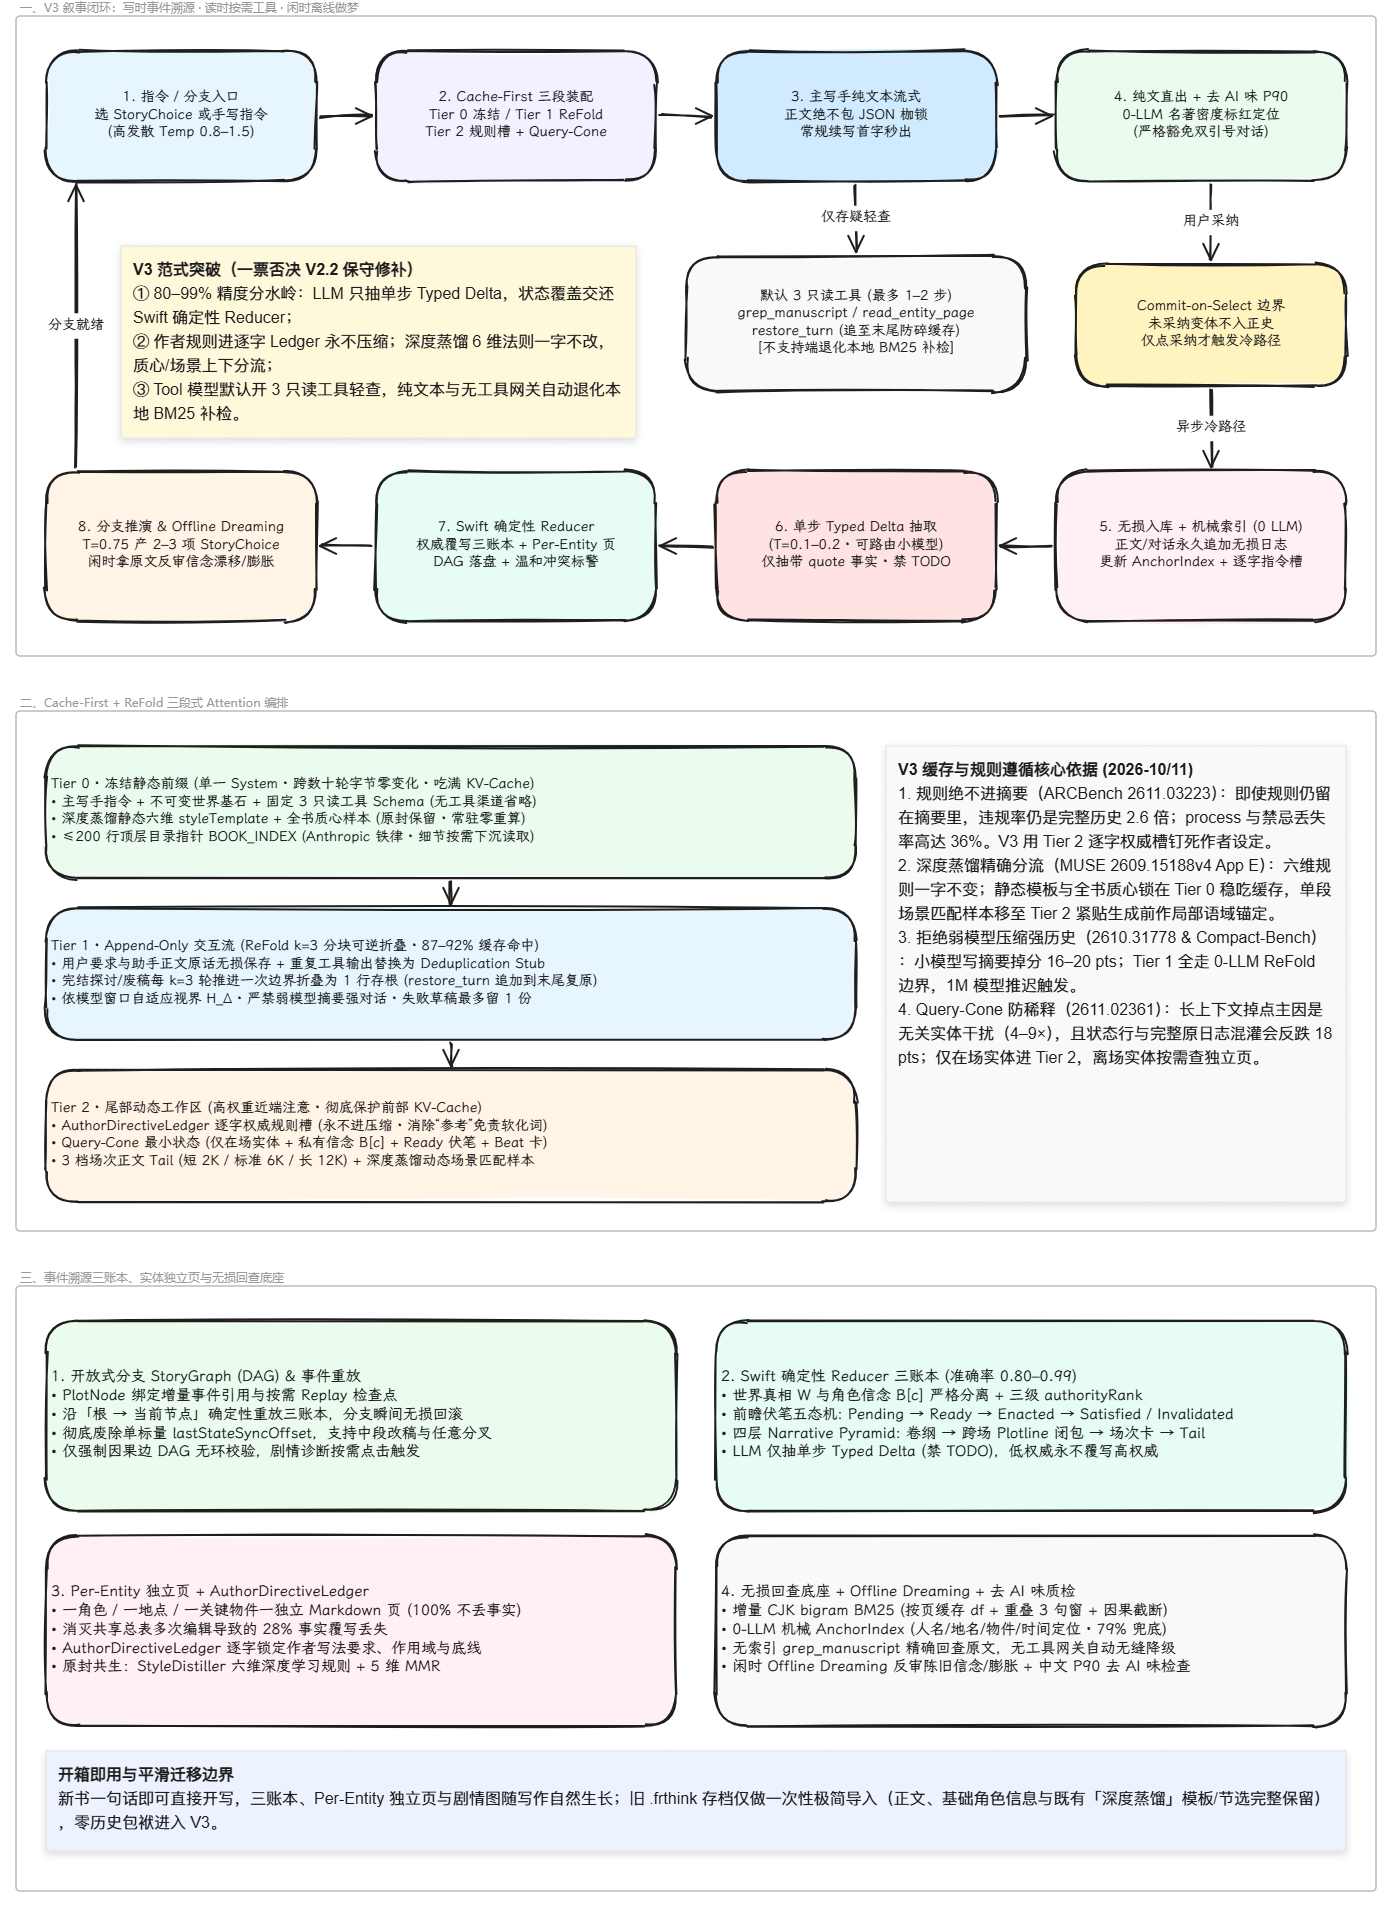 一、V3 叙事闭环：写时事件溯源 · 读时按需工具 · 闲时离线做梦
1. 指令 / 分支入口
选 StoryChoice 或手写指令
(高发散 Temp 0.8–1.5)
2. Cache-First 三段装配
Tier 0 冻结 / Tier 1 ReFold
Tier 2 规则槽 + Query-Cone
3. 主写手纯文本流式
正文绝不包 JSON 枷锁
常规续写首字秒出
4. 纯文直出 + 去 AI 味 P90
0-LLM 名著密度标红定位
(严格豁免双引号对话)
仅存疑轻查
用户采纳
分支就绪
V3 范式突破（一票否决 V2.2 保守修补）
① 80–99% 精度分水岭：LLM 只抽单步 Typed Delta，状态覆盖交还
Swift 确定性 Reducer；
② 作者规则进逐字 Ledger 永不压缩；深度蒸馏 6 维法则一字不改，
质心/场景上下分流；
③ Tool 模型默认开 3 只读工具轻查，纯文本与无工具网关自动退化本
地 BM25 补检。
默认 3 只读工具 (最多 1–2 步)
grep_manuscript / read_entity_page
restore_turn (追至末尾防碎缓存)
[不支持端退化本地 BM25 补检]
Commit-on-Select 边界
未采纳变体不入正史
仅点采纳才触发冷路径
异步冷路径
8. 分支推演 & Offline Dreaming
T=0.75 产 2–3 项 StoryChoice
闲时拿原文反审信念漂移/膨胀
7. Swift 确定性 Reducer
权威覆写三账本 + Per-Entity 页
DAG 落盘 + 温和冲突标警
6. 单步 Typed Delta 抽取
(T=0.1–0.2 · 可路由小模型)
仅抽带 quote 事实 · 禁 TODO
5. 无损入库 + 机械索引 (0 LLM)
正文/对话永久追加无损日志
更新 AnchorIndex + 逐字指令槽
二、Cache-First + ReFold 三段式 Attention 编排
Tier 0 · 冻结静态前缀 (单一 System · 跨数十轮字节零变化 · 吃满 KV-Cache)
• 主写手指令 + 不可变世界基石 + 固定 3 只读工具 Schema (无工具渠道省略)
• 深度蒸馏静态六维 styleTemplate + 全书质心样本 (原封保留 · 常驻零重算)
• ≤200 行顶层目录指针 BOOK_INDEX (Anthropic 铁律 · 细节按需下沉读取)
Tier 1 · Append-Only 交互流 (ReFold k=3 分块可逆折叠 · 87–92% 缓存命中)
• 用户要求与助手正文原话无损保存 + 重复工具输出替换为 Deduplication Stub
• 完结探讨/废稿每 k=3 轮推进一次边界折叠为 1 行存根 (restore_turn 追加到末尾复原)
• 依模型窗口自适应视界 H_Δ · 严禁弱模型摘要强对话 · 失败草稿最多留 1 份
Tier 2 · 尾部动态工作区 (高权重近端注意 · 彻底保护前部 KV-Cache)
• AuthorDirectiveLedger 逐字权威规则槽 (永不进压缩 · 消除“参考”免责软化词)
• Query-Cone 最小状态 (仅在场实体 + 私有信念 B[c] + Ready 伏笔 + Beat 卡)
• 3 档场次正文 Tail (短 2K / 标准 6K / 长 12K) + 深度蒸馏动态场景匹配样本
V3 缓存与规则遵循核心依据 (2026-10/11)
1. 规则绝不进摘要（ARCBench 2611.03223）：即使规则仍留
在摘要里，违规率仍是完整历史 2.6 倍；process 与禁忌丢失
率高达 36%。V3 用 Tier 2 逐字权威槽钉死作者设定。
2. 深度蒸馏精确分流（MUSE 2609.15188v4 App E）：六维规
则一字不变；静态模板与全书质心锁在 Tier 0 稳吃缓存，单段
场景匹配样本移至 Tier 2 紧贴生成前作局部语域锚定。
3. 拒绝弱模型压缩强历史（2610.31778 & Compact-Bench）
：小模型写摘要掉分 16–20 pts；Tier 1 全走 0-LLM ReFold
边界，1M 模型推迟触发。
4. Query-Cone 防稀释（2611.02361）：长上下文掉点主因是
无关实体干扰（4–9×），且状态行与完整原日志混灌会反跌 18
pts；仅在场实体进 Tier 2，离场实体按需查独立页。
三、事件溯源三账本、实体独立页与无损回查底座
1. 开放式分支 StoryGraph (DAG) & 事件重放
• PlotNode 绑定增量事件引用与按需 Replay 检查点
• 沿「根 → 当前节点」确定性重放三账本，分支瞬间无损回滚
• 彻底废除单标量 lastStateSyncOffset，支持中段改稿与任意分叉
• 仅强制因果边 DAG 无环校验，剧情诊断按需点击触发
2. Swift 确定性 Reducer 三账本 (准确率 0.80–0.99)
• 世界真相 W 与角色信念 B[c] 严格分离 + 三级 authorityRank
• 前瞻伏笔五态机: Pending → Ready → Enacted → Satisfied / Invalidated
• 四层 Narrative Pyramid: 卷纲 → 跨场 Plotline 闭包 → 场次卡 → Tail
• LLM 仅抽单步 Typed Delta (禁 TODO)，低权威永不覆写高权威
3. Per-Entity 独立页 + AuthorDirectiveLedger
• 一角色 / 一地点 / 一关键物件一独立 Markdown 页 (100% 不丢事实)
• 消灭共享总表多次编辑导致的 28% 事实覆写丢失
• AuthorDirectiveLedger 逐字锁定作者写法要求、作用域与底线
• 原封共生: StyleDistiller 六维深度学习规则 + 5 维 MMR
4. 无损回查底座 + Offline Dreaming + 去 AI 味质检
• 增量 CJK bigram BM25 (按页缓存 df + 重叠 3 句窗 + 因果截断)
• 0-LLM 机械 AnchorIndex (人名/地名/物件/时间定位 · 79% 兜底)
• 无索引 grep_manuscript 精确回查原文，无工具网关自动无缝降级
• 闲时 Offline Dreaming 反审陈旧信念/膨胀 + 中文 P90 去 AI 味检查
开箱即用与平滑迁移边界
新书一句话即可直接开写，三账本、Per-Entity 独立页与剧情图随写作自然生长；旧 .frthink 存档仅做一次性极简导入（正文、基础角色信息与既有「深度蒸馏」模板/节选完整保留）
，零历史包袱进入 V3。